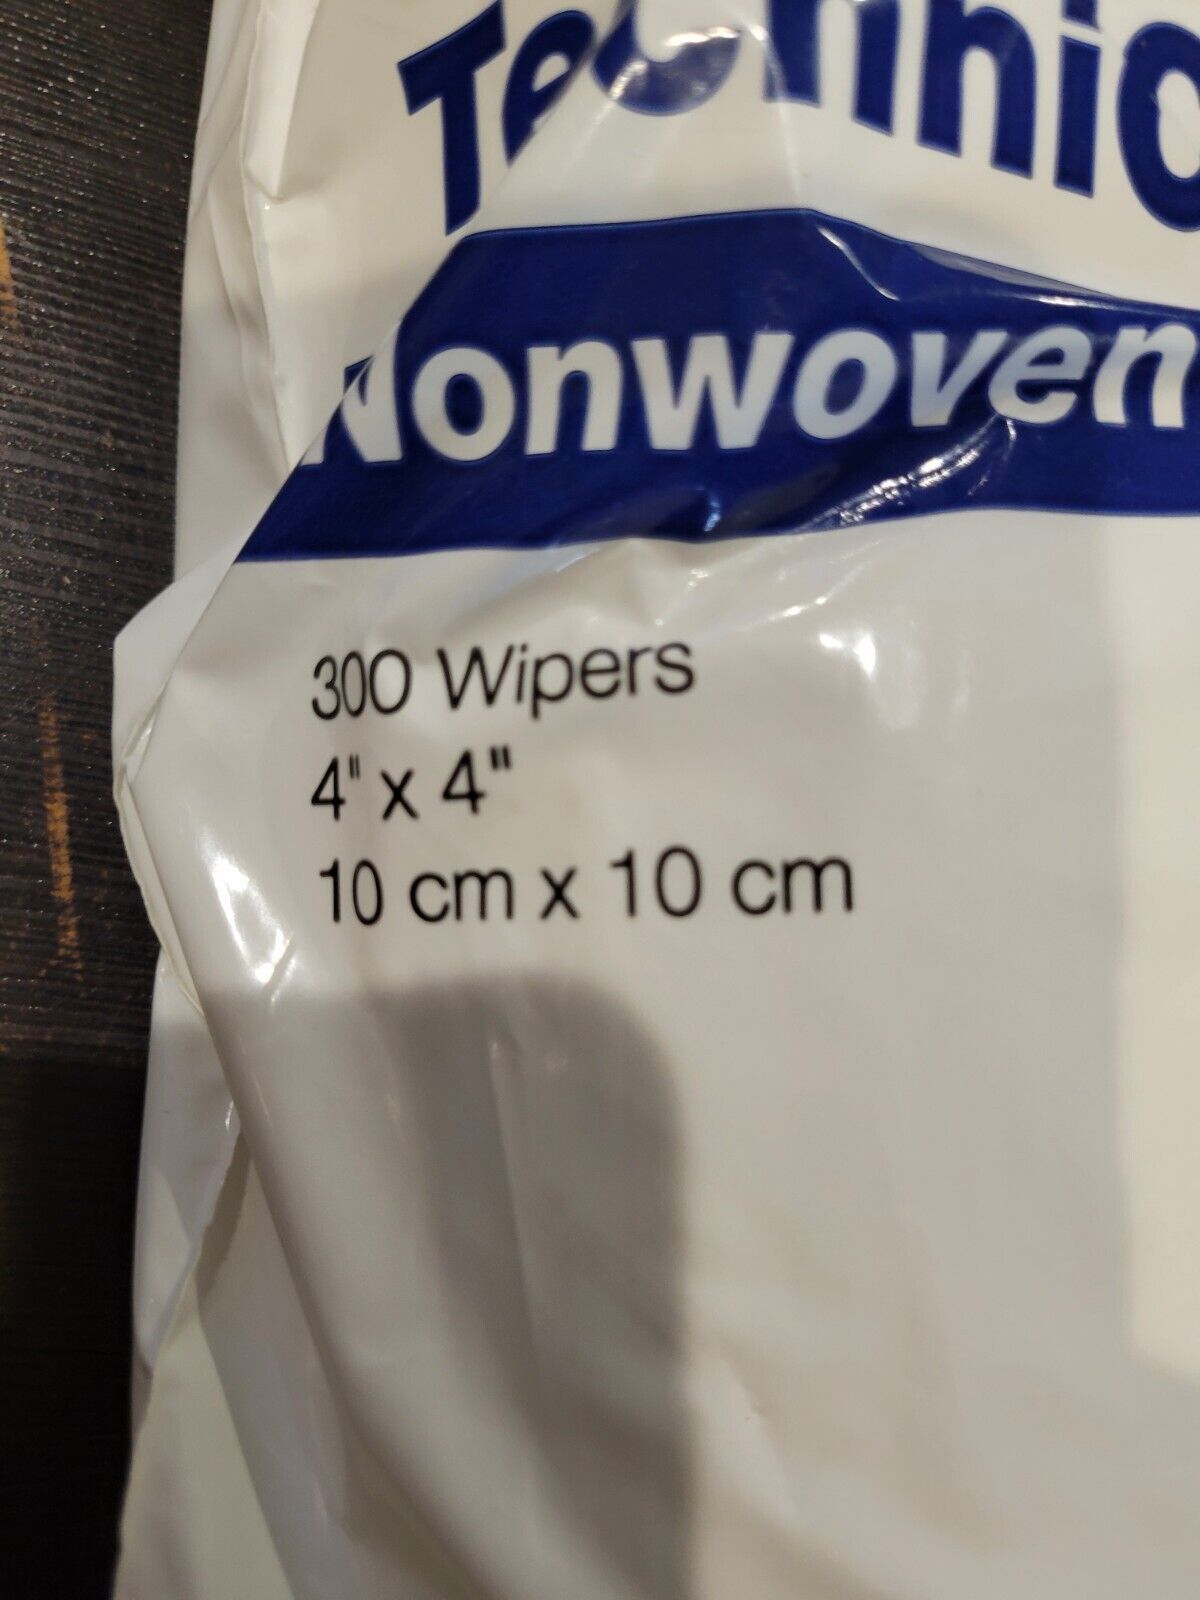 Nonwoven
300 Wipers
4" x 4"
10 cm x 10 cm